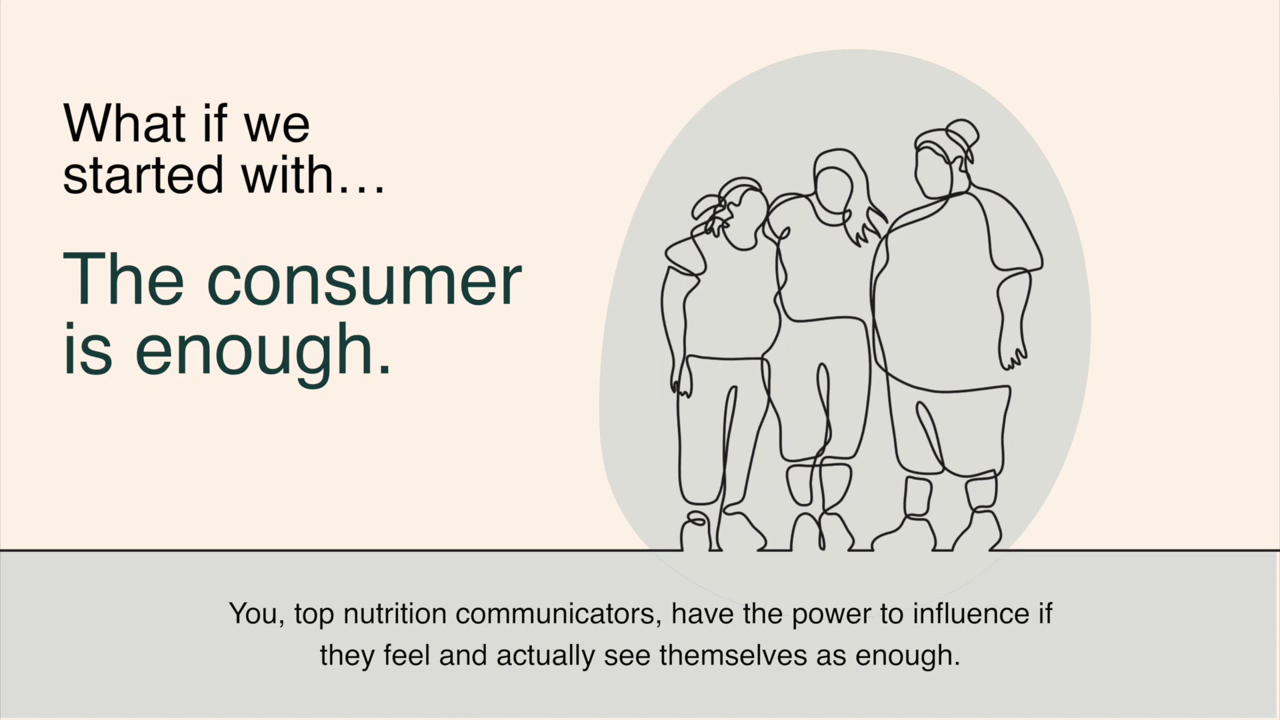 What if we
started with…
The consumer
is enough.
You, top nutrition communicators, have the power to influence if
they feel and actually see themselves as enough.